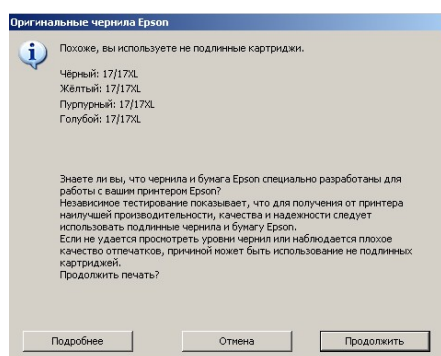 Оригинальные чернила Epson
Похоже, вы используете не подлинные картриджи.
Чёрный: 17/17XL
Жёлтый: 17/17XL
Пурпурный: 17/17XL
Голубой: 17/17XL
Знаете ли вы, что чернила и бумага Epson специально разработаны для
работы с вашим принтером Epson?
Независимое тестирование показывает, что для получения от принтера
наилучшей производительности, качества и надежности следует
использовать подлинные чернила и бумагу Epson.
Если не удается просмотреть уровни чернил или наблюдается плохое
качество отпечатков, причиной может быть использование не подлинных
картриджей.
Продолжить печать?
Подробнее
Отмена
Продолжить